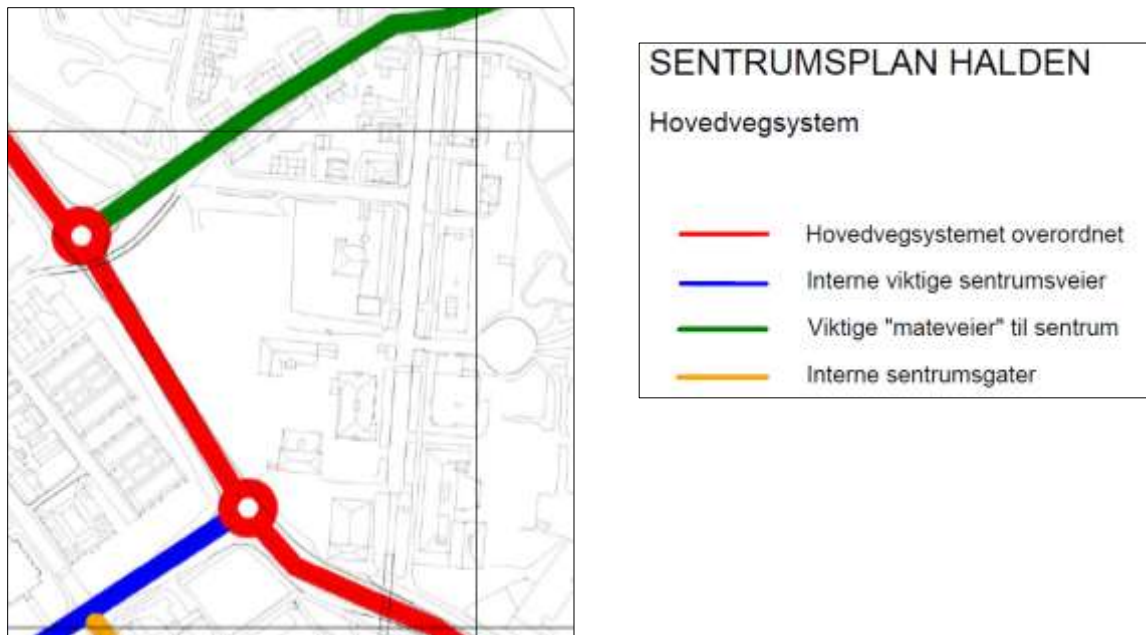 SENTRUMSPLAN HALDEN
Hovedvegsystem
Hovedvegsystemet overordnet
Interne viktige sentrumsveier
Viktige "mateveier" til sentrum
Interne sentrumsgater